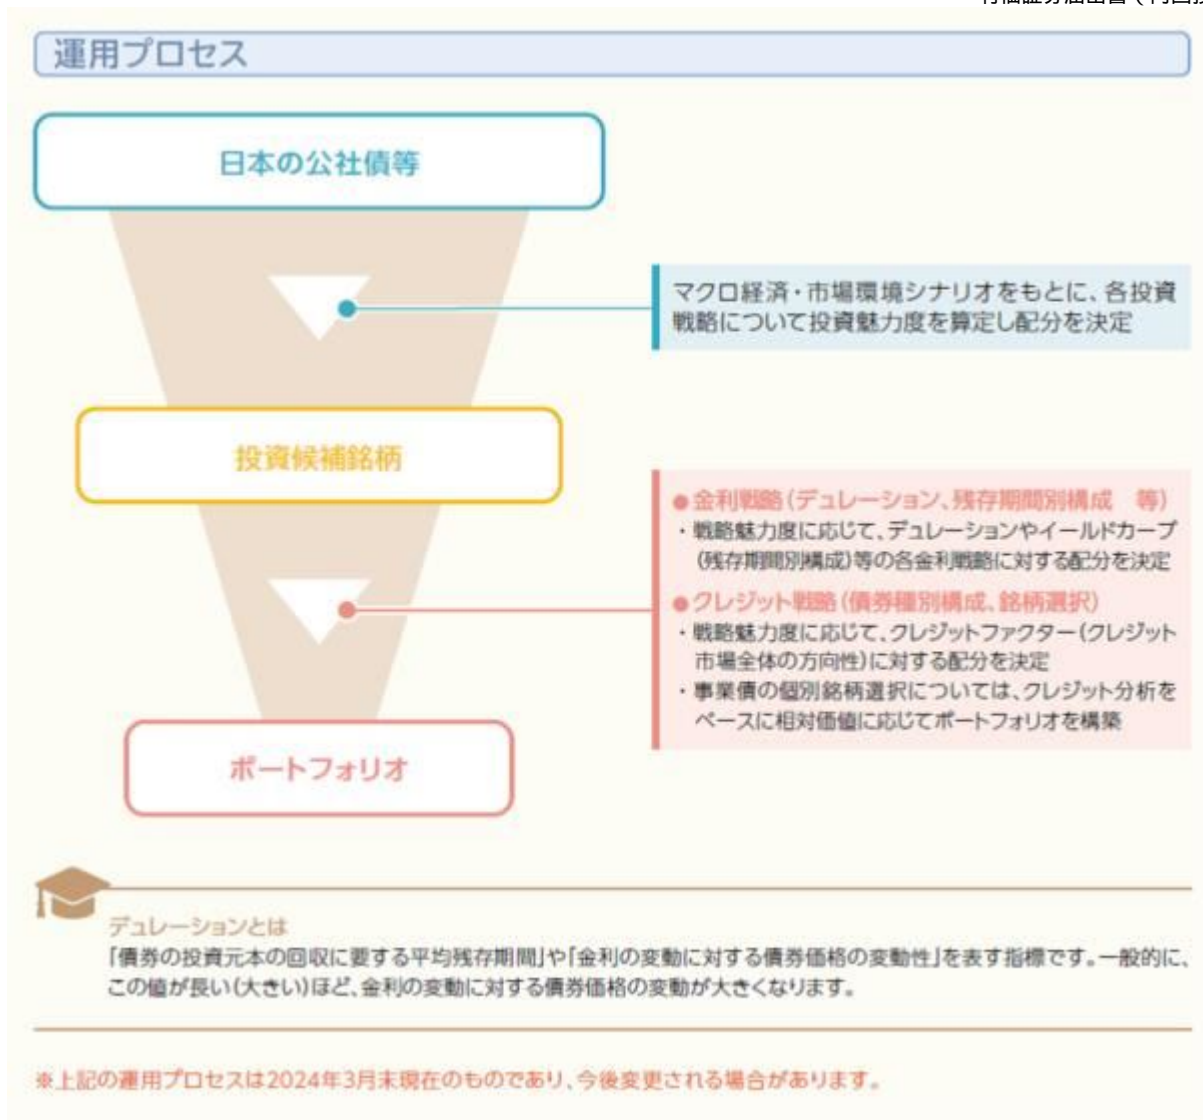 運用プロセス
日本の公社債等
マクロ経済・市場環境シナリオをもとに、各投資
戦略について投資魅力度を算定し配分を決定
投資候補銘柄
●金利戦略(デュレーション、残存期間別構成　等)
・戦略魅力度に応じて、デュレーションやイールドカーブ
(残存期間別構成)等の各金利戦略に対する配分を決定
●クレジット戦略(債券種別構成、銘柄選択)
・戦略魅力度に応じて、クレジットファクター(クレジット
市場全体の方向性)に対する配分を決定
・事業債の個別銘柄選択については、クレジット分析を
ベースに相対価値に応じてポートフォリオを構築
ポートフォリオ
デュレーションとは
「債券の投資元本の回収に要する平均残存期間」や「金利の変動に対する債券価格の変動性」を表す指標です。一般的に、
この値が長い(大きい)ほど、金利の変動に対する債券価格の変動が大きくなります。
※上記の運用プロセスは2024年3月末現在のものであり、今後変更される場合があります。